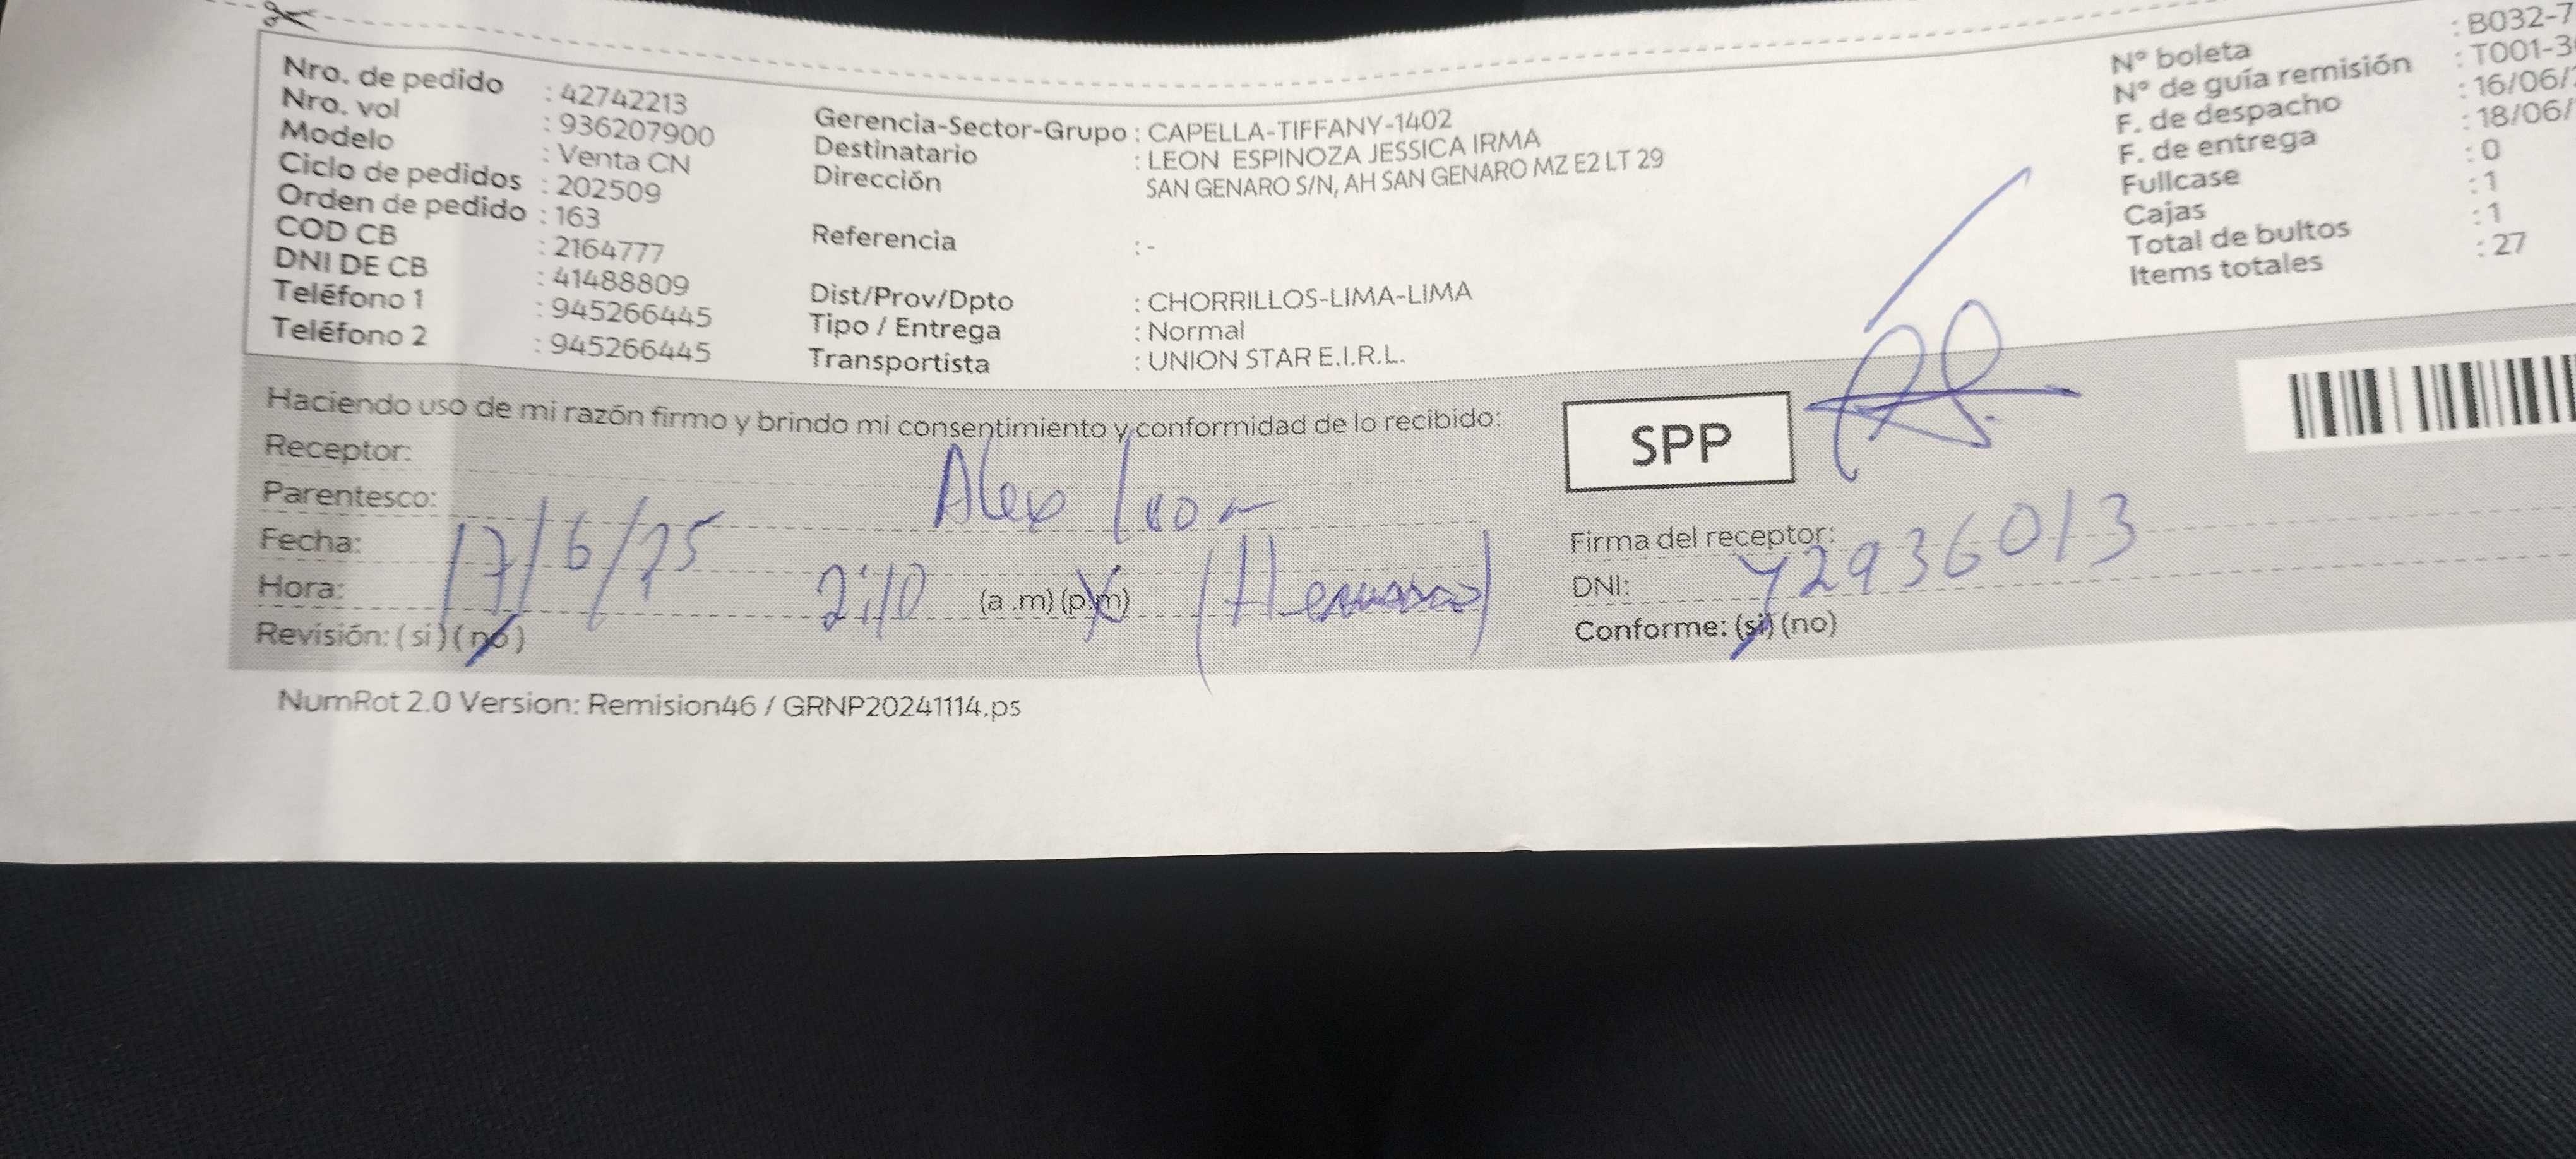 Nro. de pedido : 42742213
Nro. vol : 936207900
Modelo : Venta CN
Ciclo de pedidos : 202509
Orden de pedido : 163
COD CB : 2164777
DNI DE CB : 41488809
Teléfono 1 : 945266445
Teléfono 2 : 945266445
Gerencia-Sector-Grupo : CAPELLA-TIFFANY-1402
Destinatario : LEON ESPINOZA JESSICA IRMA
Dirección SAN GENARO S/N, AH SAN GENARO MZ E2 LT 29
Referencia : -
Dist/Prov/Dpto : CHORRILLOS-LIMA-LIMA
Tipo / Entrega : Normal
Transportista : UNION STAR E.I.R.L.
Nº boleta : B032-7
Nº de guía remisión : T001-3
F. de despacho : 16/06/
F. de entrega : 18/06/
Fullcase : 0
Cajas : 1
Total de bultos : 1
Items totales : 27
Haciendo uso de mi razón firmo y brindo mi consentimiento y conformidad de lo recibido:
Receptor: Alex Leon
Parentesco: (Hermano)
Fecha: 17/6/25
Hora: 2:10 (a .m) (p.m)
Revisión: ( si ) ( no )
SPP
Firma del receptor:
DNI: 42936013
Conforme: (si) (no)
NumRot 2.0 Version: Remision46 / GRNP20241114.ps